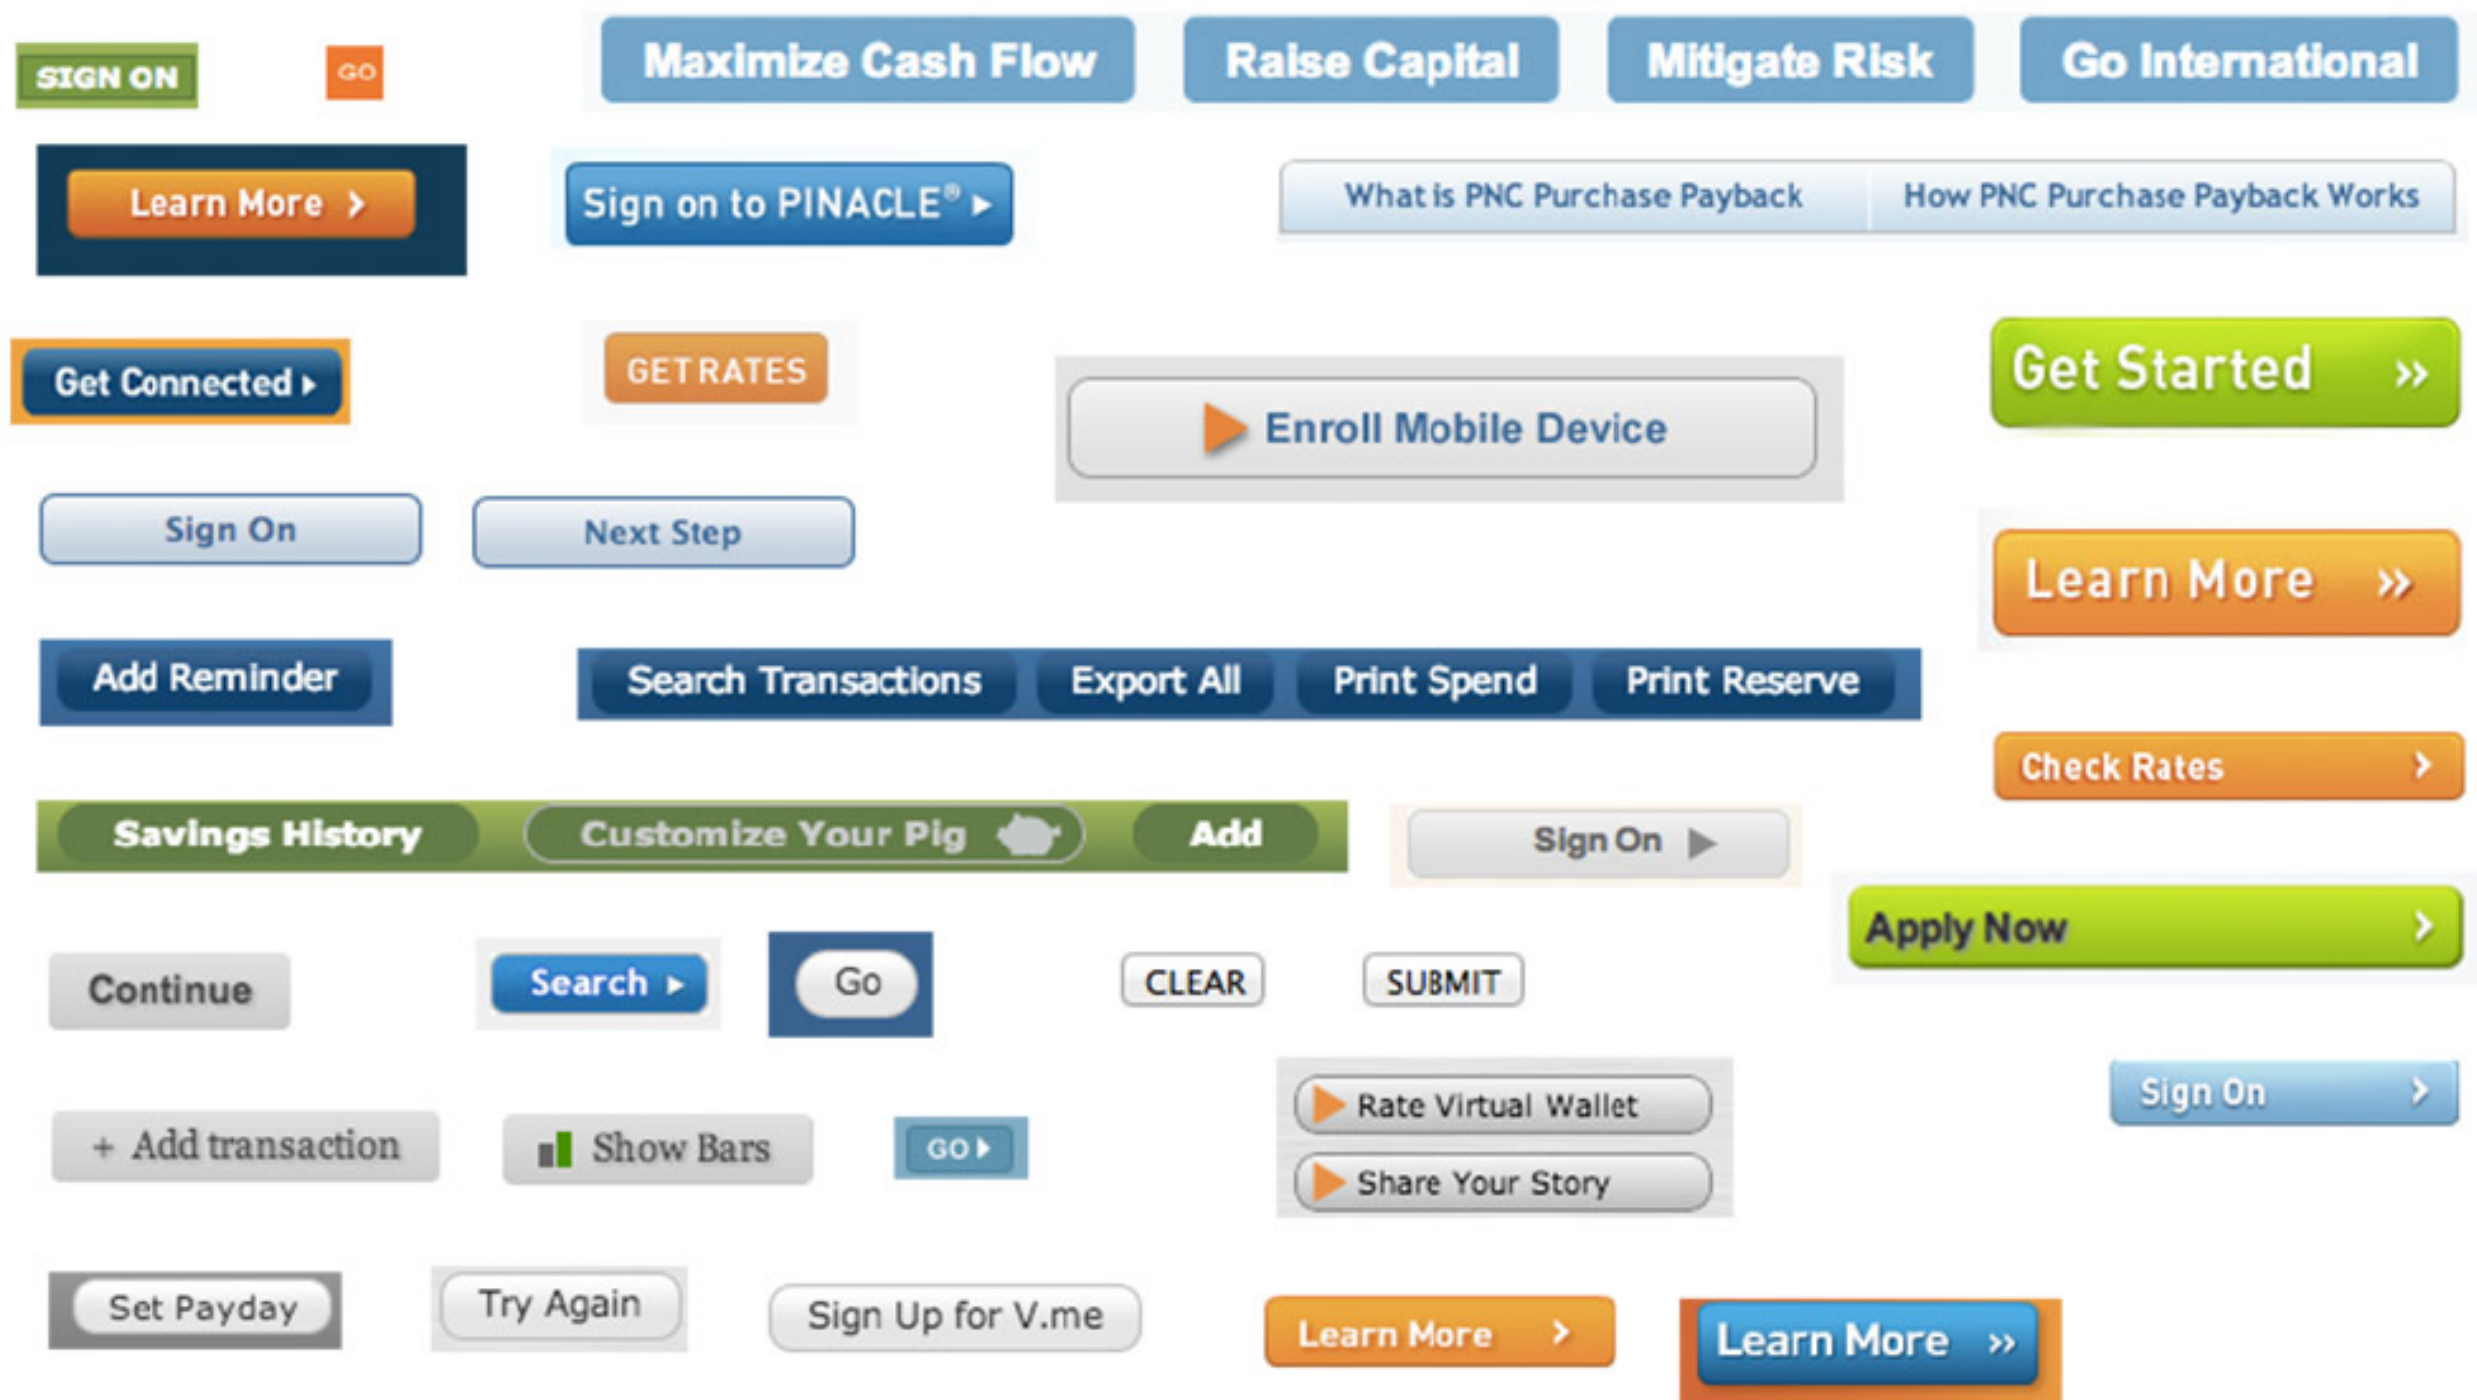 SIGN ON
GO
Maximize Cash Flow
Raise Capital
Mitigate Risk
Go International
Learn More >
Sign on to PINACLE®
What is PNC Purchase Payback
How PNC Purchase Payback Works
Get Connected
GET RATES
Enroll Mobile Device
Get Started »
Sign On
Next Step
Learn More »
Add Reminder
Search Transactions
Export All
Print Spend
Print Reserve
Check Rates >
Savings History
Customize Your Pig
Add
Sign On
Apply Now >
Continue
Search
Go
CLEAR
SUBMIT
Rate Virtual Wallet
Sign On >
+ Add transaction
Show Bars
GO
Share Your Story
Set Payday
Try Again
Sign Up for V.me
Learn More >
Learn More »